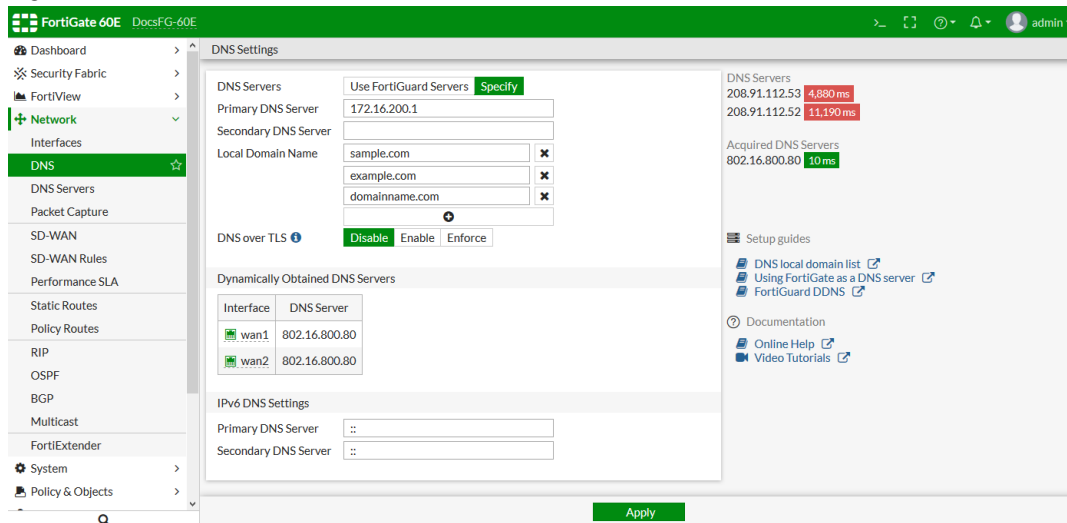 FortiGate 60E DocsFG-60E
admin
Dashboard
Security Fabric
FortiView
Network
Interfaces
DNS
DNS Servers
Packet Capture
SD-WAN
SD-WAN Rules
Performance SLA
Static Routes
Policy Routes
RIP
OSPF
BGP
Multicast
FortiExtender
System
Policy & Objects
DNS Settings
DNS Servers Use FortiGuard Servers Specify
Primary DNS Server 172.16.200.1
Secondary DNS Server
Local Domain Name sample.com
example.com
domainname.com
DNS over TLS Disable Enable Enforce
Dynamically Obtained DNS Servers
Interface DNS Server
wan1 802.16.800.80
wan2 802.16.800.80
IPv6 DNS Settings
Primary DNS Server ::
Secondary DNS Server ::
Apply
DNS Servers
208.91.112.53 4,880 ms
208.91.112.52 11,190 ms
Acquired DNS Servers
802.16.800.80 10 ms
Setup guides
DNS local domain list
Using FortiGate as a DNS server
FortiGuard DDNS
Documentation
Online Help
Video Tutorials